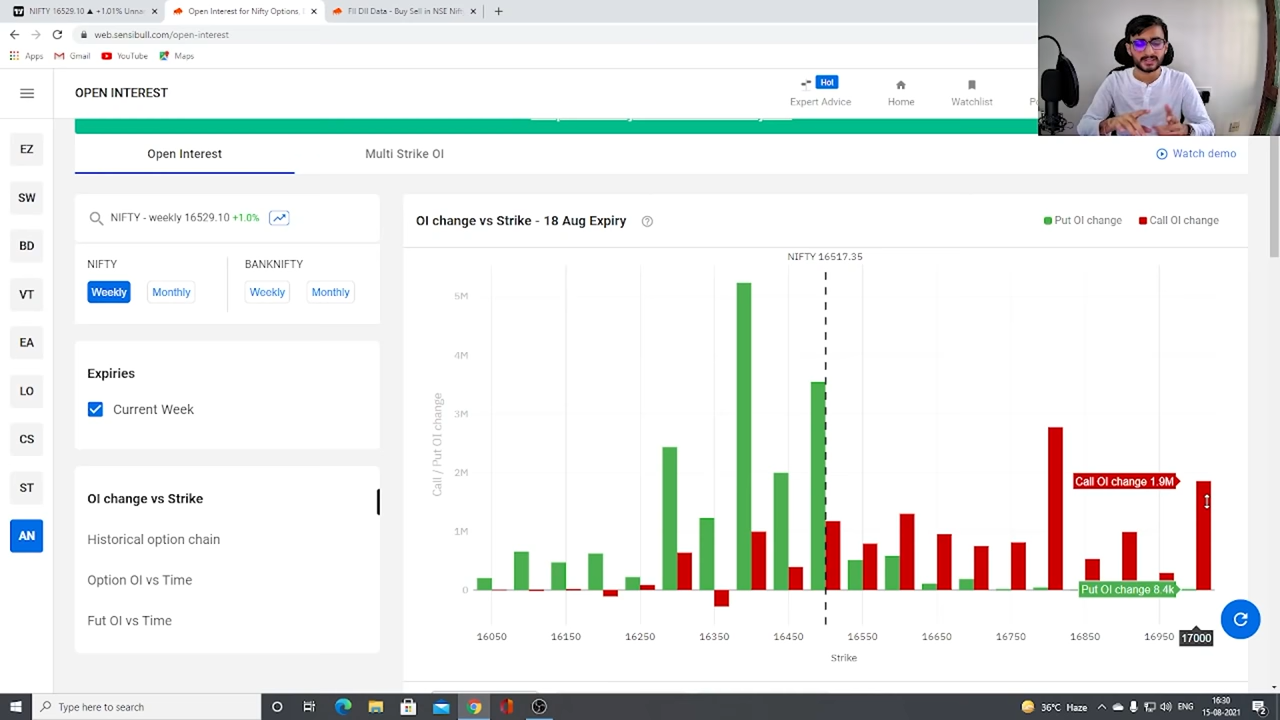 NIFTY 16529.10 ▲ +1.01% Unna
Open Interest for Nifty Options,
FII DII Data - Buy Sell in NSE Nift
web.sensibull.com/open-interest
Apps
Gmail
YouTube
Maps
OPEN INTEREST
Hot
Expert Advice
Home
Watchlist
EZ
SW
BD
VT
EA
LO
CS
ST
AN
Open Interest
Multi Strike OI
Watch demo
NIFTY - weekly 16529.10 +1.0%
NIFTY
BANKNIFTY
Weekly
Monthly
Weekly
Monthly
Expiries
Current Week
OI change vs Strike
Historical option chain
Option OI vs Time
Fut OI vs Time
OI change vs Strike - 18 Aug Expiry
Put OI change
Call OI change
NIFTY 16517.35
5M
4M
3M
2M
1M
0
Call / Put OI change
Call OI change 1.9M
Put OI change 8.4k
16050
16150
16250
16350
16450
16550
16650
16750
16850
16950
17000
Strike
Type here to search
36°C Haze
ENG
16:30
15-08-2021
2